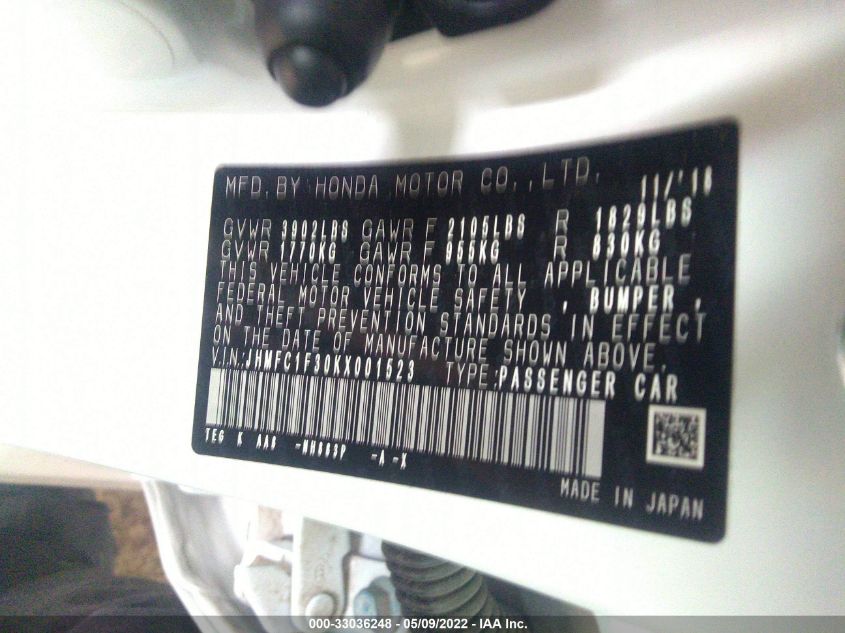 MFD. BY HONDA MOTOR CO., LTD. 11/'18
GVWR 3902LBS GAWR F 2105LBS R 1829LBS
GVWR 1770KG GAWR F 955KG R 830KG
THIS VEHICLE CONFORMS TO ALL APPLICABLE
FEDERAL MOTOR VEHICLE SAFETY , BUMPER ,
AND THEFT PREVENTION STANDARDS IN EFFECT
ON THE DATE OF MANUFACTURE SHOWN ABOVE.
V.I.N:JHMFC1F30KX001523 TYPE:PASSENGER CAR
TEG K AA6 -A -X
MADE IN JAPAN
000-33036248 - 05/09/2022 - IAA Inc.